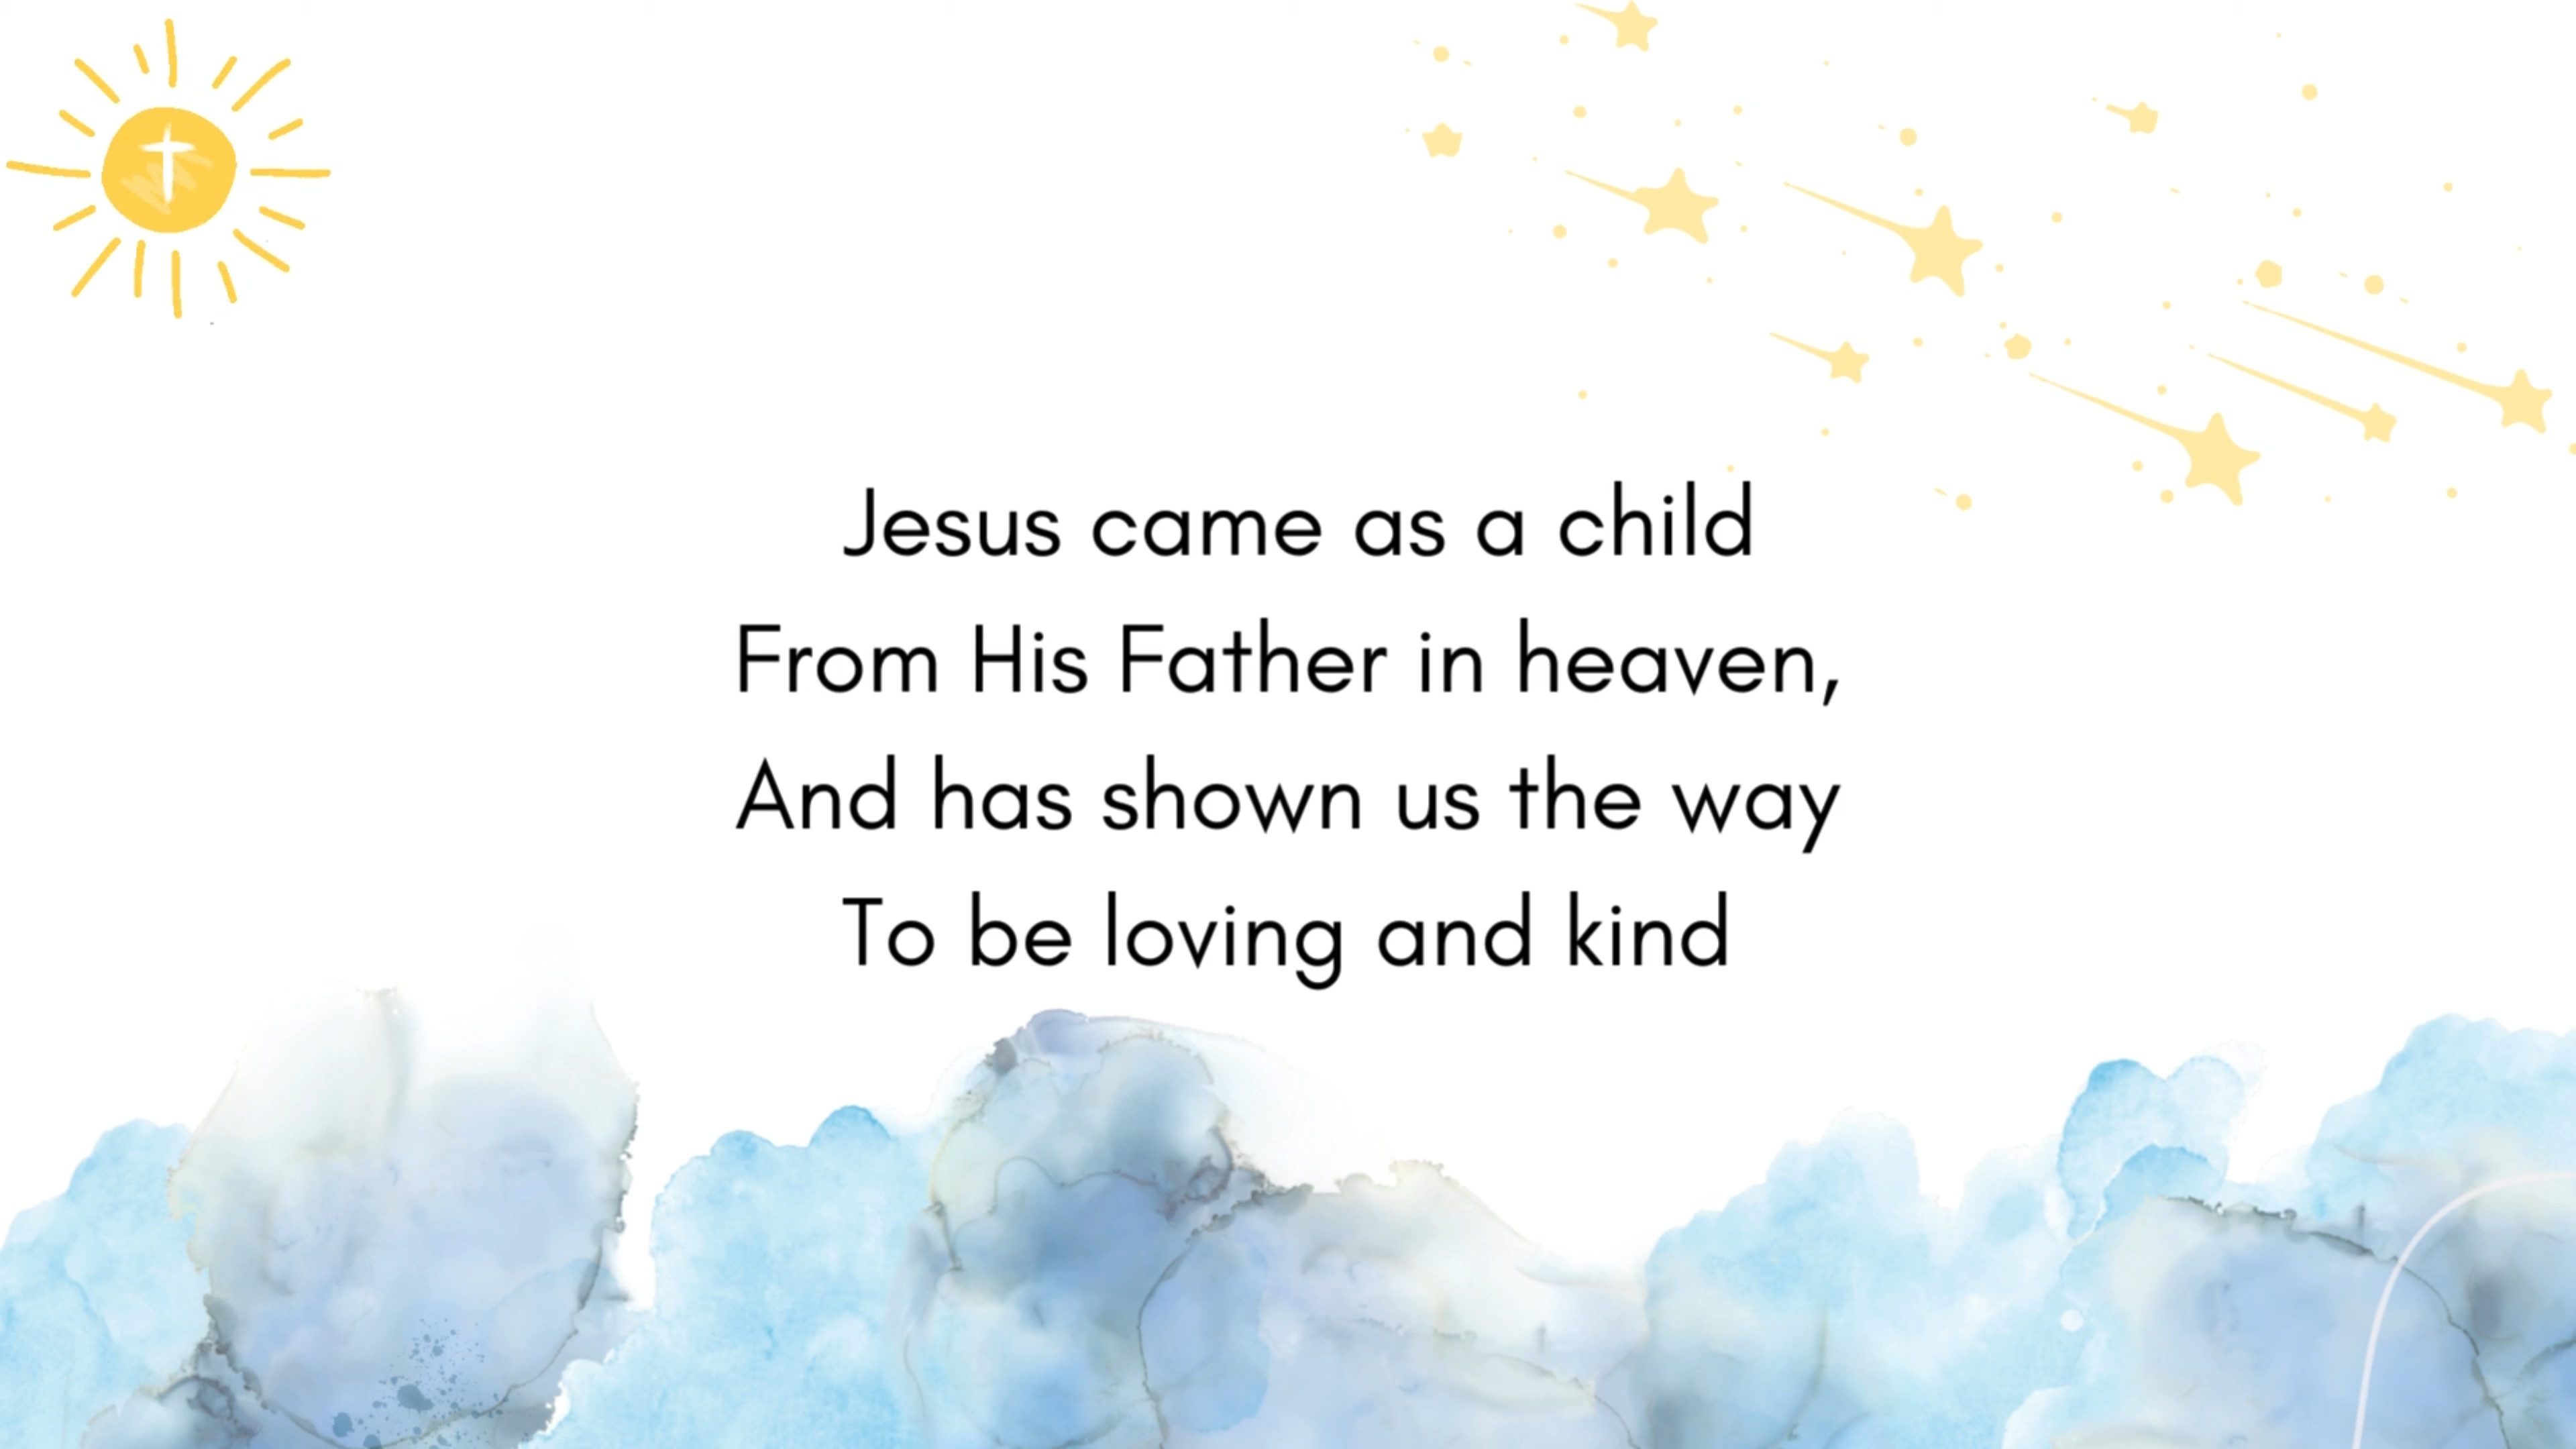 Jesus came as a child
From His Father in heaven,
And has shown us the way
To be loving and kind